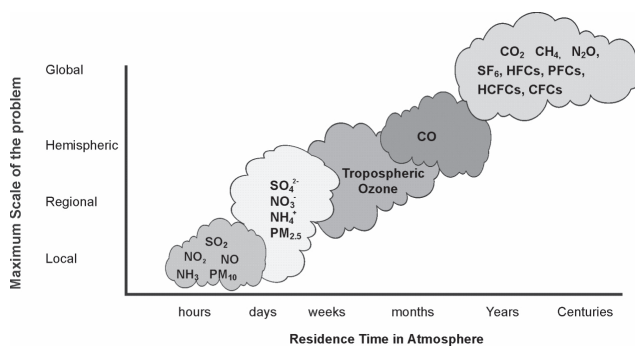 Maximum Scale of the problem
Global
Hemispheric
Regional
Local
CO₂ CH₄, N₂O,
SF₆, HFCs, PFCs,
HCFCs, CFCs
CO
Tropospheric
Ozone
SO₄²⁻
NO₃⁻
NH₄⁺
PM₂.₅
SO₂
NO₂ NO
NH₃ PM₁₀
hours days weeks months Years Centuries
Residence Time in Atmosphere